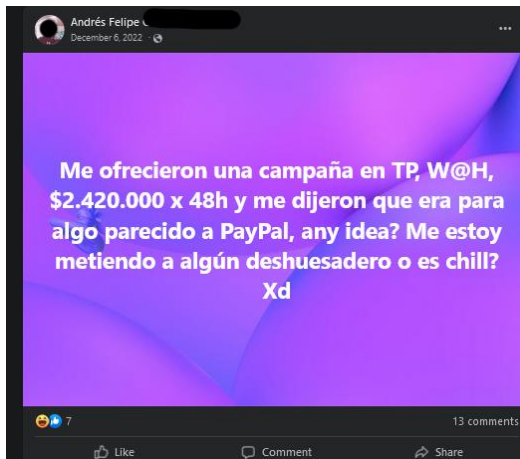 Andrés Felipe
December 6, 2022 ·
Me ofrecieron una campaña en TP, W@H,
$2.420.000 x 48h y me dijeron que era para
algo parecido a PayPal, any idea? Me estoy
metiendo a algún deshuesadero o es chill?
Xd
7
13 comments
Like
Comment
Share